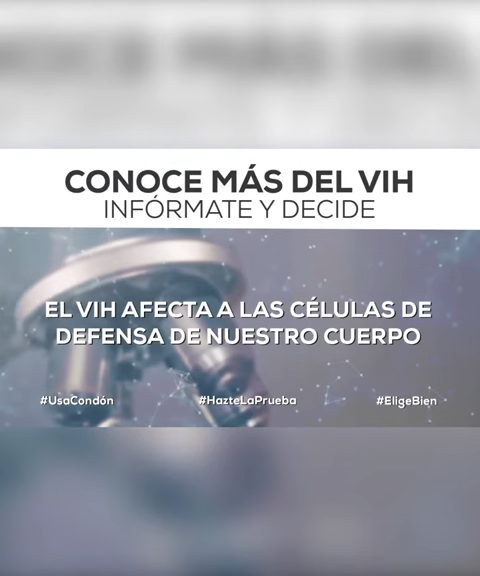 CONOCE MÁS DEL VIH
INFÓRMATE Y DECIDE
EL VIH AFECTA A LAS CÉLULAS DE
DEFENSA DE NUESTRO CUERPO
#UsaCondón #HazteLaPrueba #EligeBien